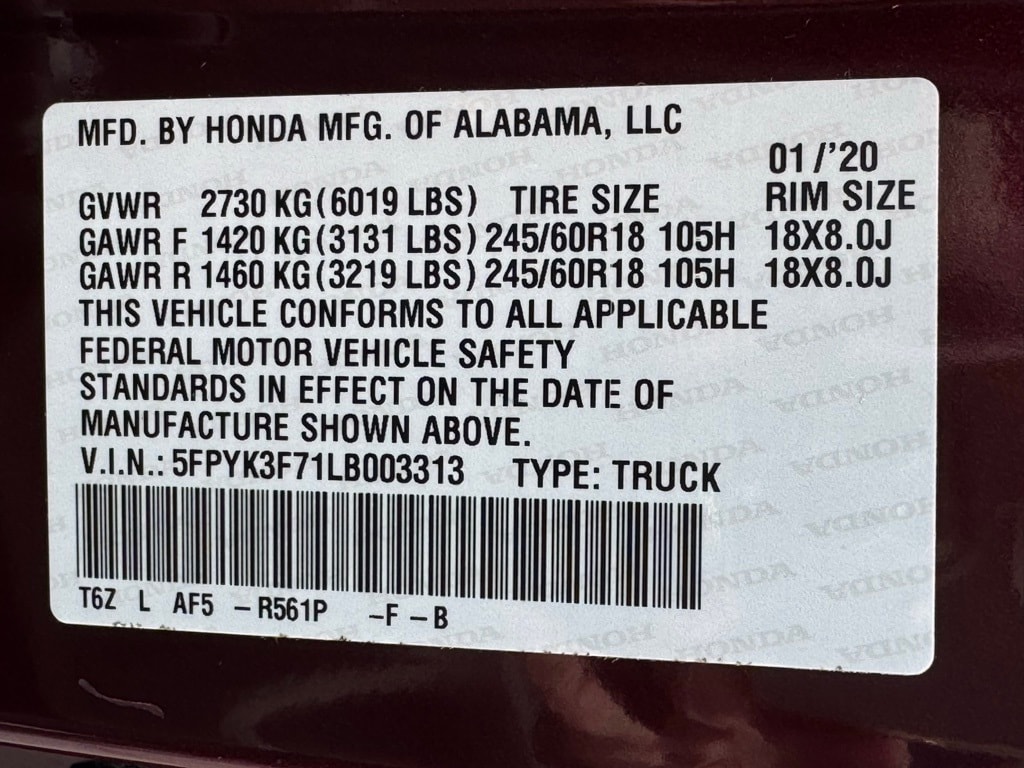 MFD. BY HONDA MFG. OF ALABAMA, LLC
01/'20
GVWR 2730 KG (6019 LBS) TIRE SIZE RIM SIZE
GAWR F 1420 KG (3131 LBS) 245/60R18 105H 18X8.0J
GAWR R 1460 KG (3219 LBS) 245/60R18 105H 18X8.0J
THIS VEHICLE CONFORMS TO ALL APPLICABLE
FEDERAL MOTOR VEHICLE SAFETY
STANDARDS IN EFFECT ON THE DATE OF
MANUFACTURE SHOWN ABOVE.
V.I.N.: 5FPYK3F71LB003313 TYPE: TRUCK
T6Z L AF5 -R561P -F -B